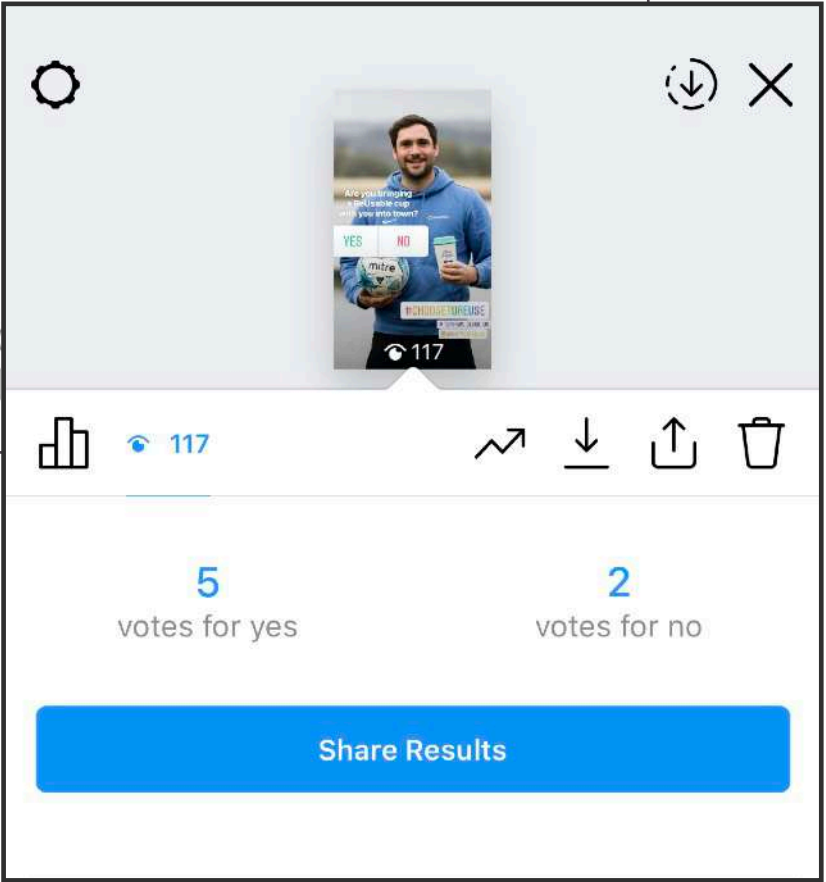 Are you bringing
a ReUsable cup
with you into town?
YES NO
mitre
#CHOOSETOREUSE
117
117
5
votes for yes
2
votes for no
Share Results